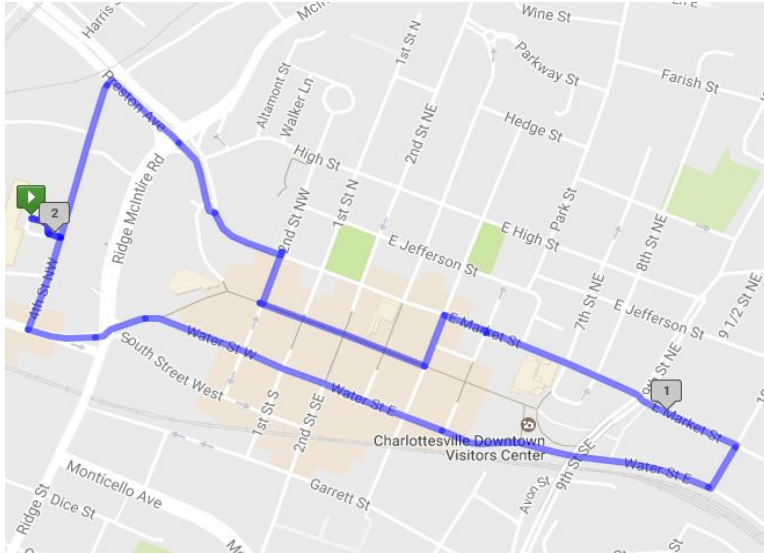 Harris St
McIn
1st St N
Wine St
Parkway St
Farish St
Preston Ave
Altamont St
Walker Ln
2nd St NE
Hedge St
High St
Ridge McIntire Rd
2nd St NW
1st St N
Park St
E High St
8th St NE
2
E Jefferson St
7th St NE
E Jefferson St
9 1/2 St NE
4th St NW
Water St W
E Market St
9th St NE
1
South Street West
E Market St
1st St S
2nd St SE
Water St E
Charlottesville Downtown
Visitors Center
Water St E
9th St SE
Avon St
Garrett St
Monticello Ave
Ridge St
Dice St